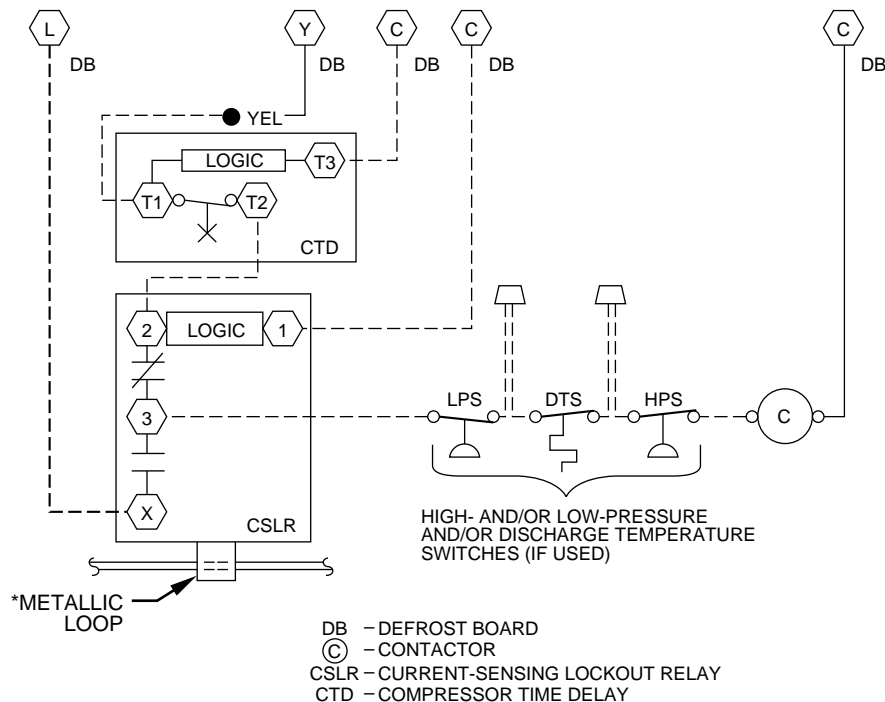 L
Y
C
C
C
DB
DB
DB
DB
DB
YEL
LOGIC
T3
T1
T2
CTD
2
LOGIC
1
LPS
DTS
HPS
3
C
X
CSLR
HIGH- AND/OR LOW-PRESSURE
AND/OR DISCHARGE TEMPERATURE
SWITCHES (IF USED)
*METALLIC
LOOP
DB – DEFROST BOARD
C – CONTACTOR
CSLR – CURRENT-SENSING LOCKOUT RELAY
CTD – COMPRESSOR TIME DELAY